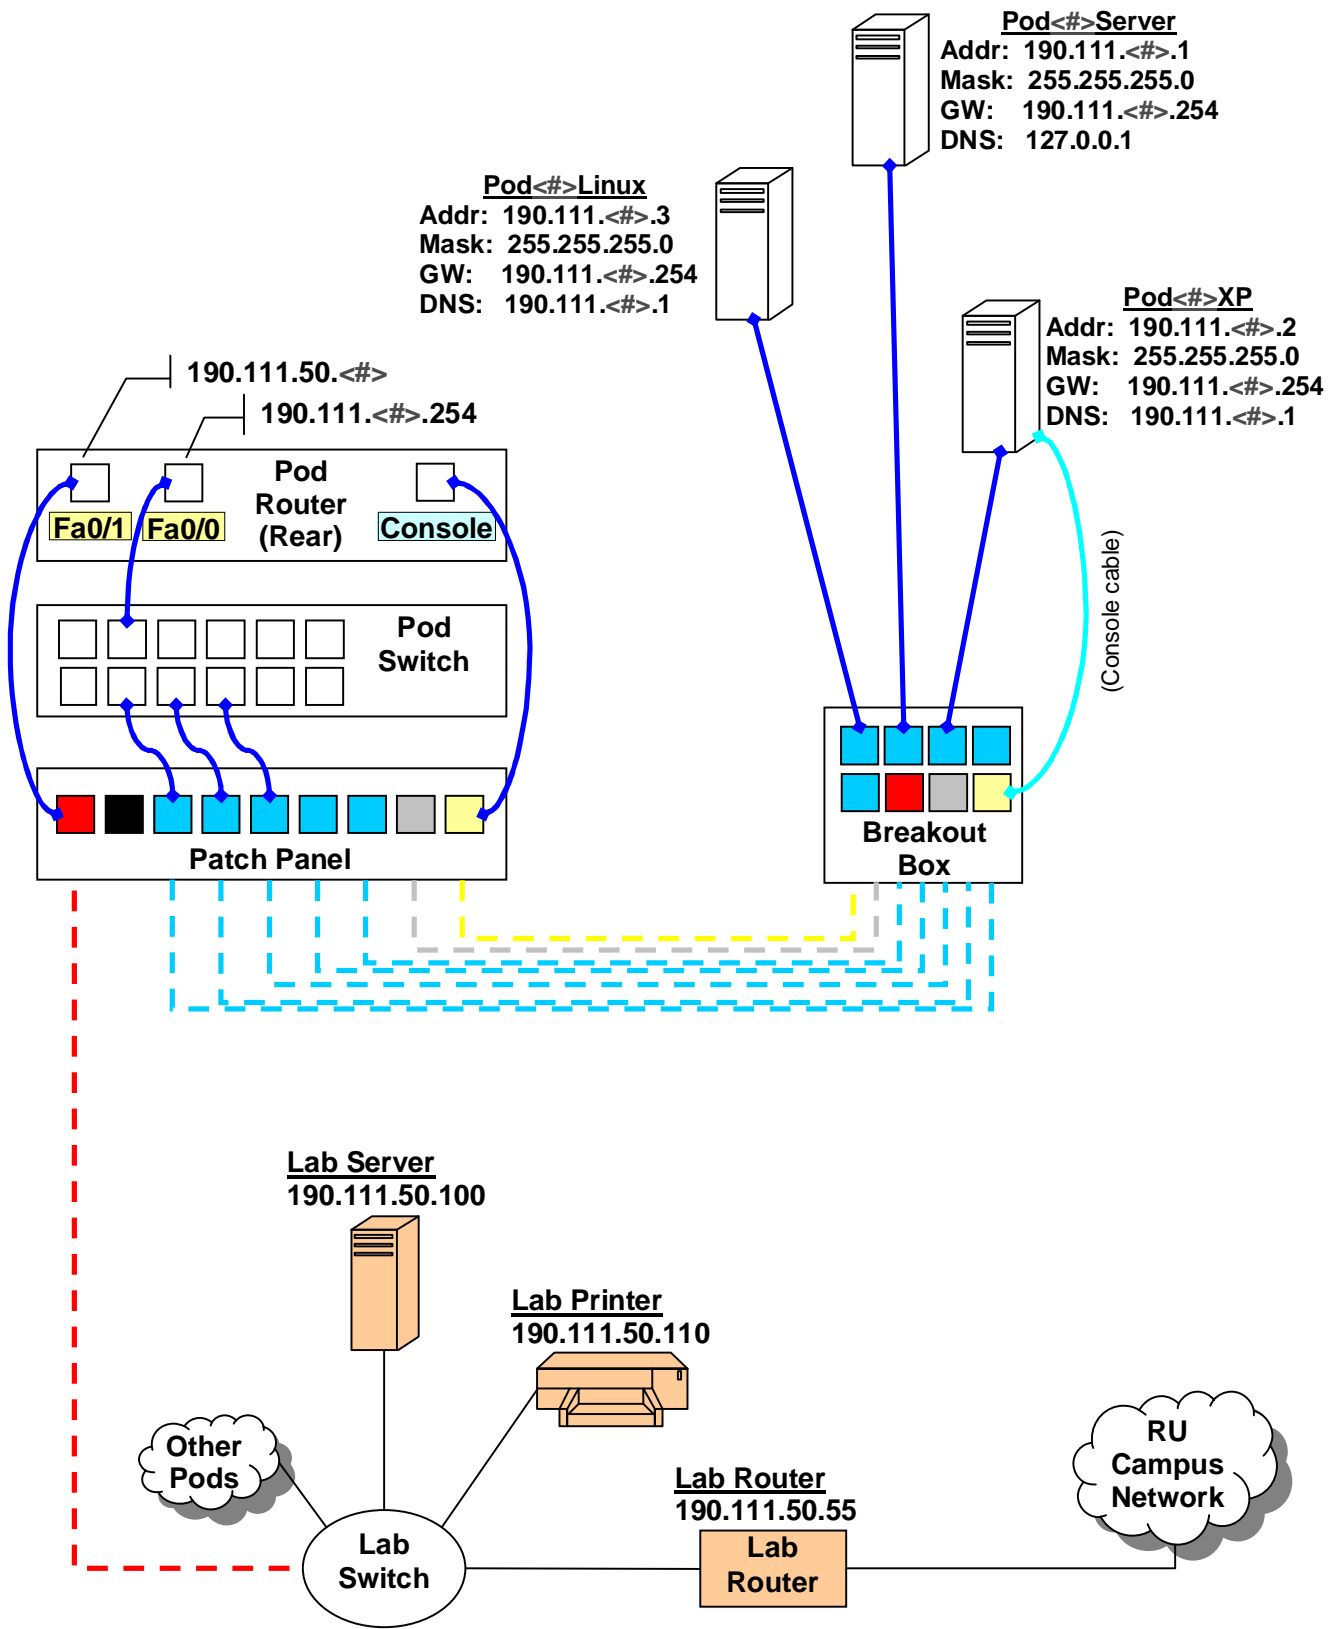 Pod<#>Server
Addr: 190.111.<#>.1
Mask: 255.255.255.0
GW: 190.111.<#>.254
DNS: 127.0.0.1
Pod<#>Linux
Addr: 190.111.<#>.3
Mask: 255.255.255.0
GW: 190.111.<#>.254
DNS: 190.111.<#>.1
Pod<#>XP
Addr: 190.111.<#>.2
Mask: 255.255.255.0
GW: 190.111.<#>.254
DNS: 190.111.<#>.1
190.111.50.<#>
190.111.<#>.254
Pod
Router
(Rear)
Fa0/1
Fa0/0
Console
Pod
Switch
(Console cable)
Patch Panel
Breakout
Box
Lab Server
190.111.50.100
Lab Printer
190.111.50.110
Other
Pods
Lab Router
190.111.50.55
RU
Campus
Network
Lab
Switch
Lab
Router